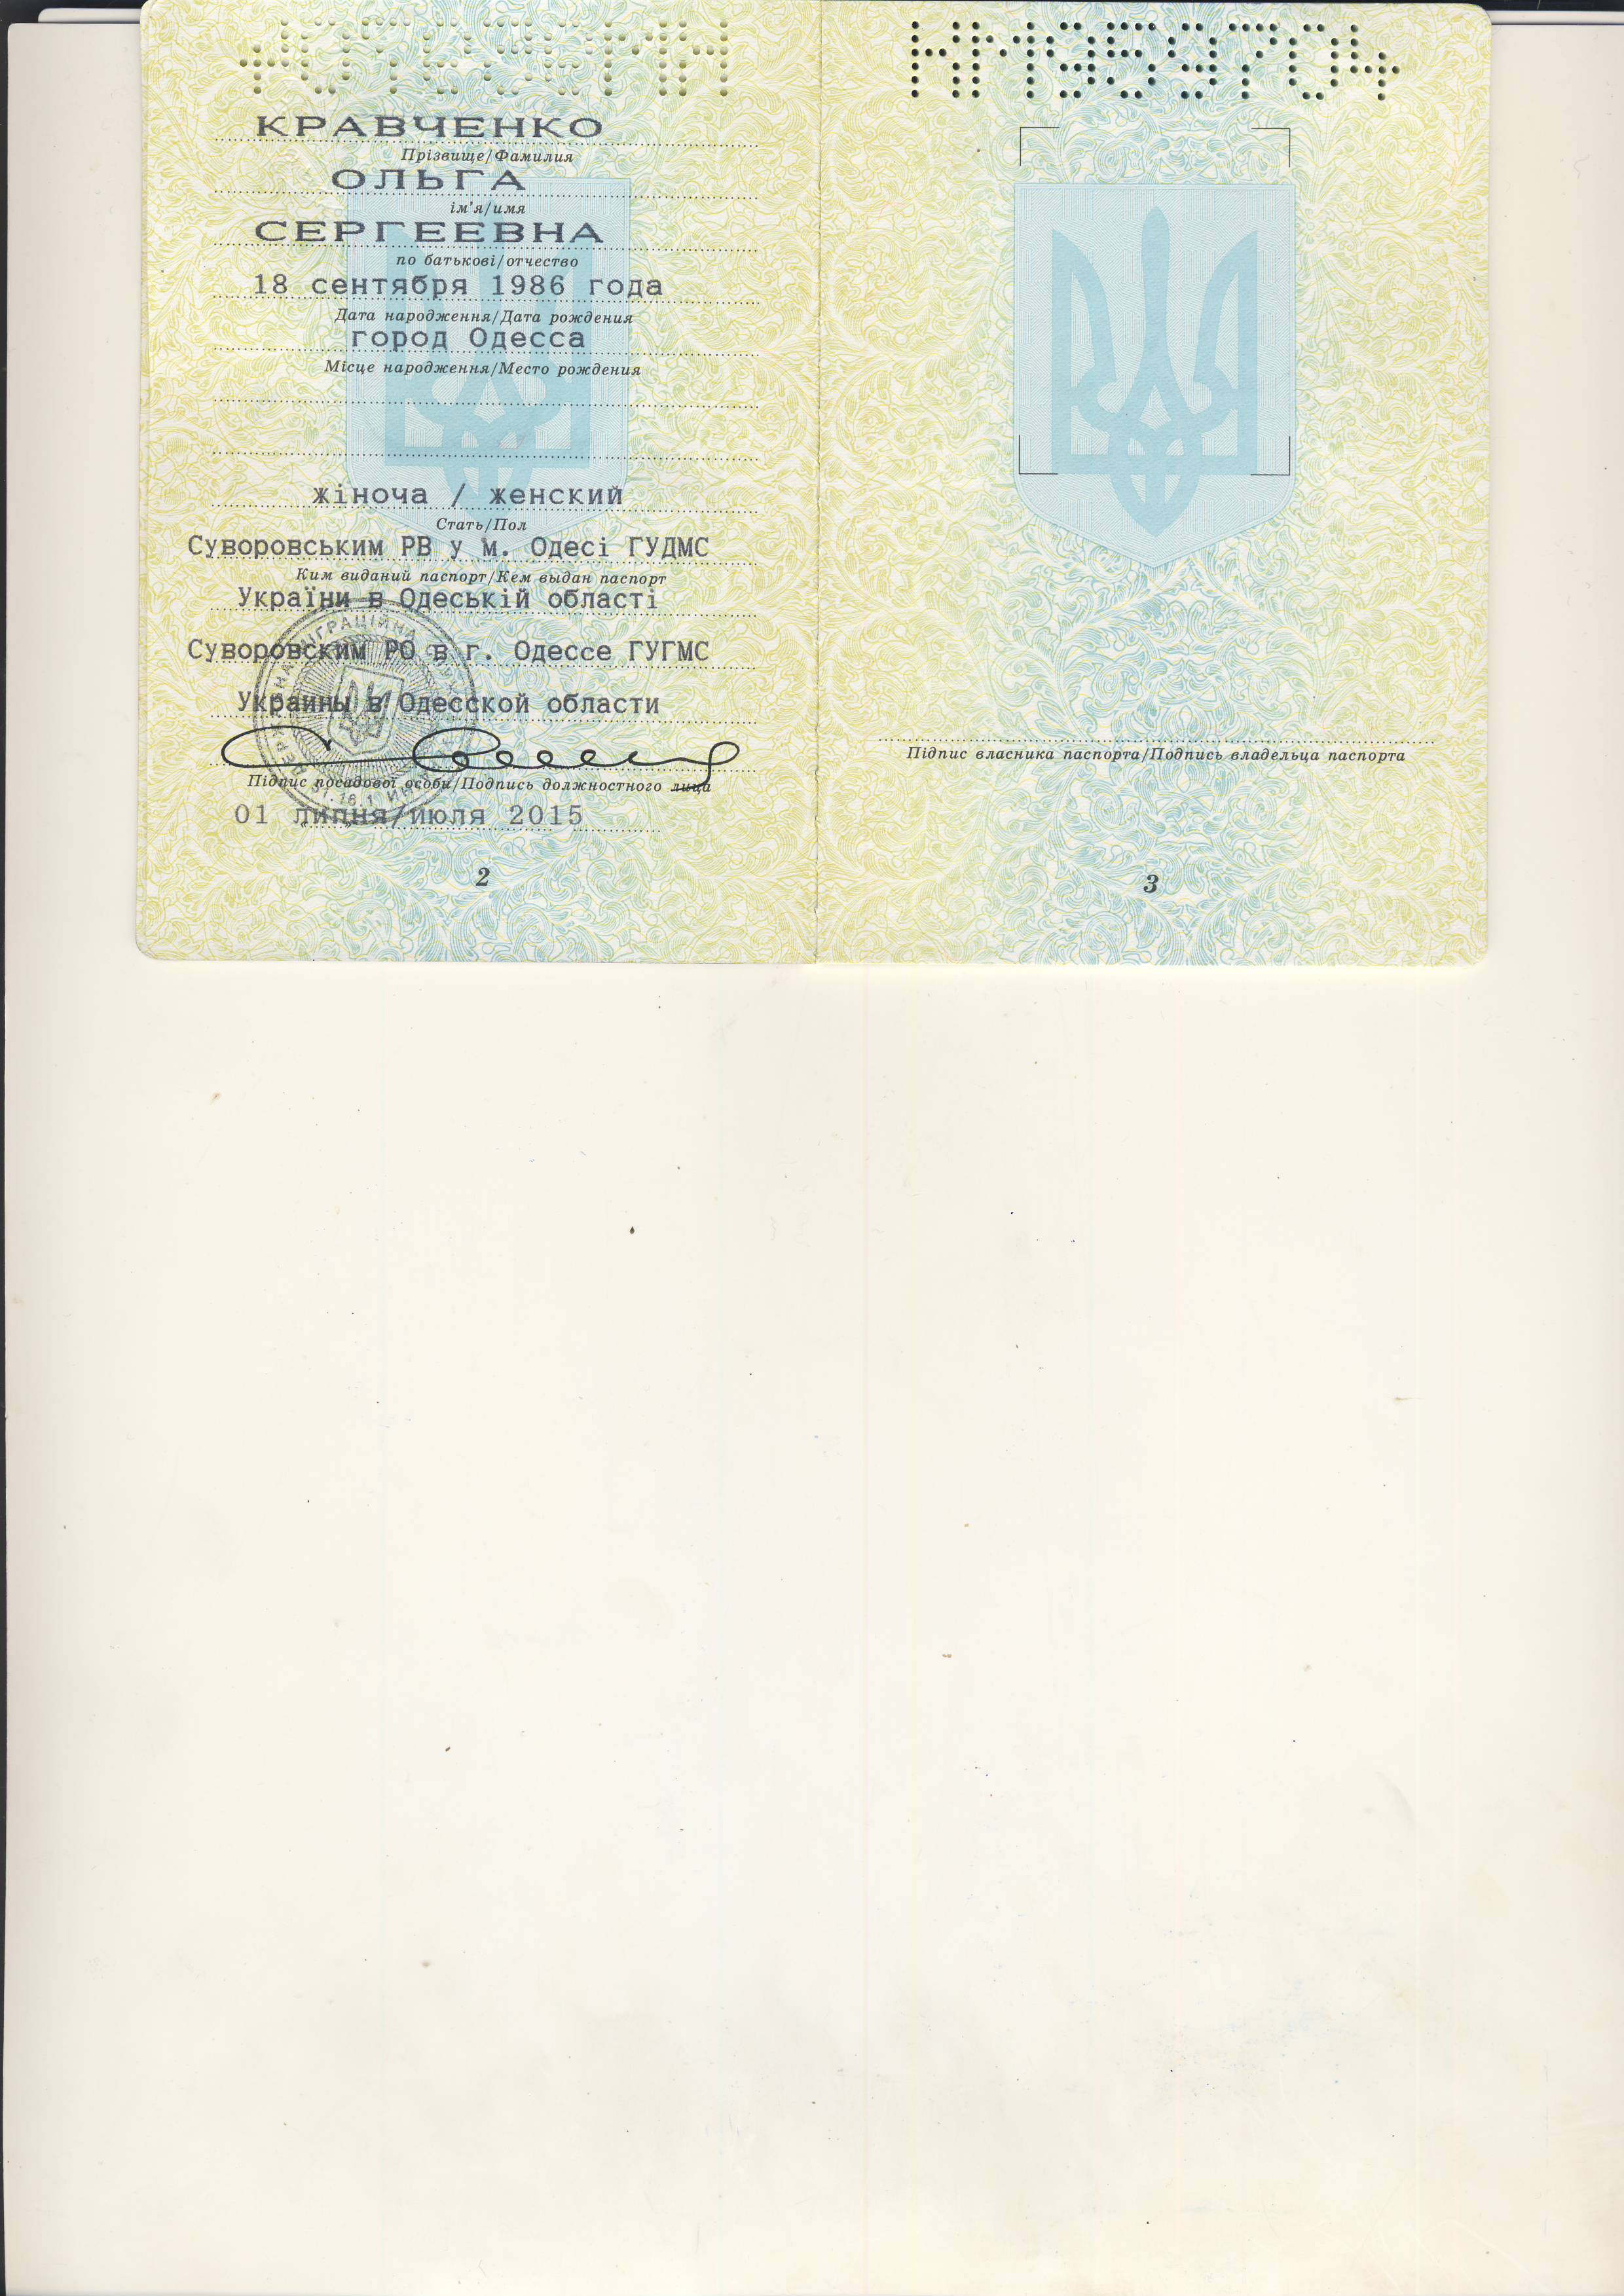 КРАВЧЕНКО
Прізвище/Фамилия
ОЛЬГА
ім'я/имя
СЕРГЕЕВНА
по батькові/отчество
18 сентября 1986 года
Дата народження/Дата рождения
город Одесса
Місце народження/Место рождения
жіноча / женский
Стать/Пол
Суворовським РВ у м. Одесі ГУДМС
Ким виданий паспорт/Кем выдан паспорт
України в Одеській області
Суворовским РО в г. Одессе ГУГМС
Украины в Одесской области
Підпис посадової особи/Подпись должностного лица
01 липня/июля 2015
2
КМ959704
Підпис власника паспорта/Подпись владельца паспорта
3